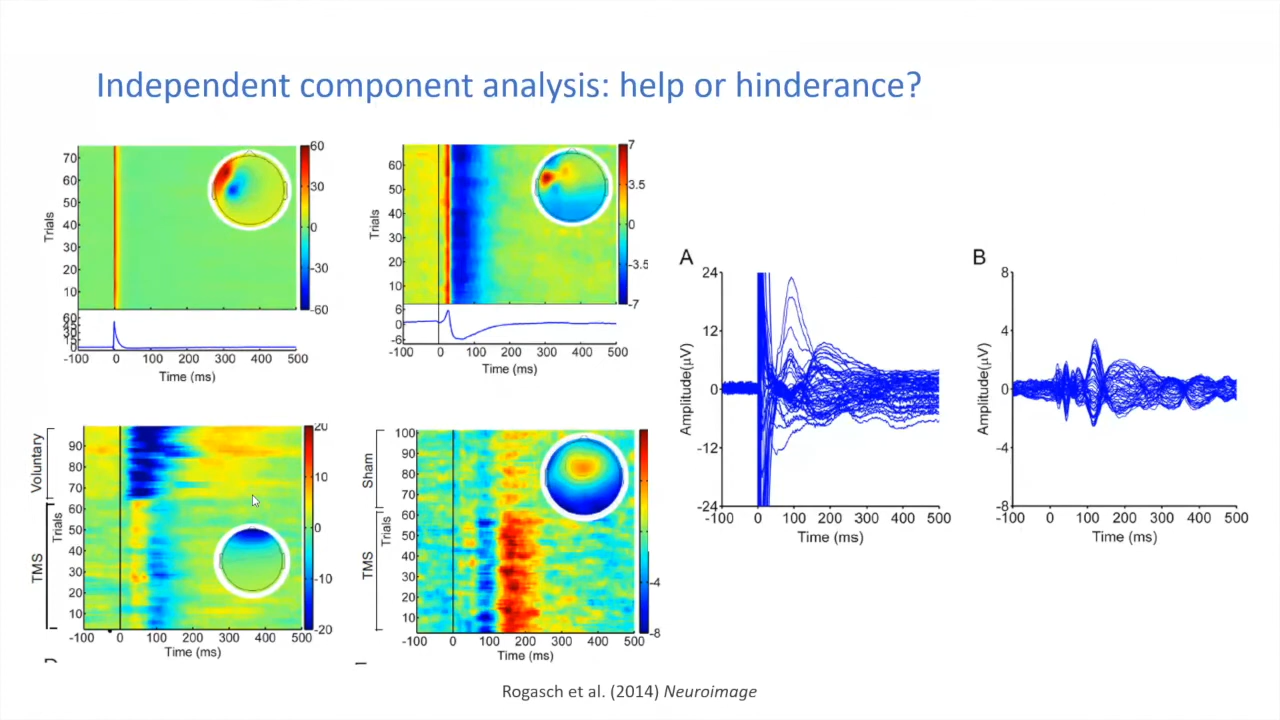 Independent component analysis: help or hinderance?
70
60
50
40
30
20
10
Trials
60
30
0
-30
-60
60
45
30
15
0
-100 0 100 200 300 400 500
Time (ms)
60
50
40
30
20
10
Trials
7
3.5
0
-3.5
-7
6
0
-6
-100 0 100 200 300 400 500
Time (ms)
Voluntary
TMS
Trials
90
80
70
60
50
40
30
20
10
20
10
0
-10
-20
-100 0 100 200 300 400 500
Time (ms)
Sham
TMS
Trials
100
90
80
70
60
50
40
30
20
10
-4
-8
-100 0 100 200 300 400 500
Time (ms)
A
Amplitude(µV)
24
12
0
-12
-24
-100 0 100 200 300 400 500
Time (ms)
B
Amplitude(µV)
8
4
0
-4
-8
-100 0 100 200 300 400 500
Time (ms)
Rogasch et al. (2014) Neuroimage